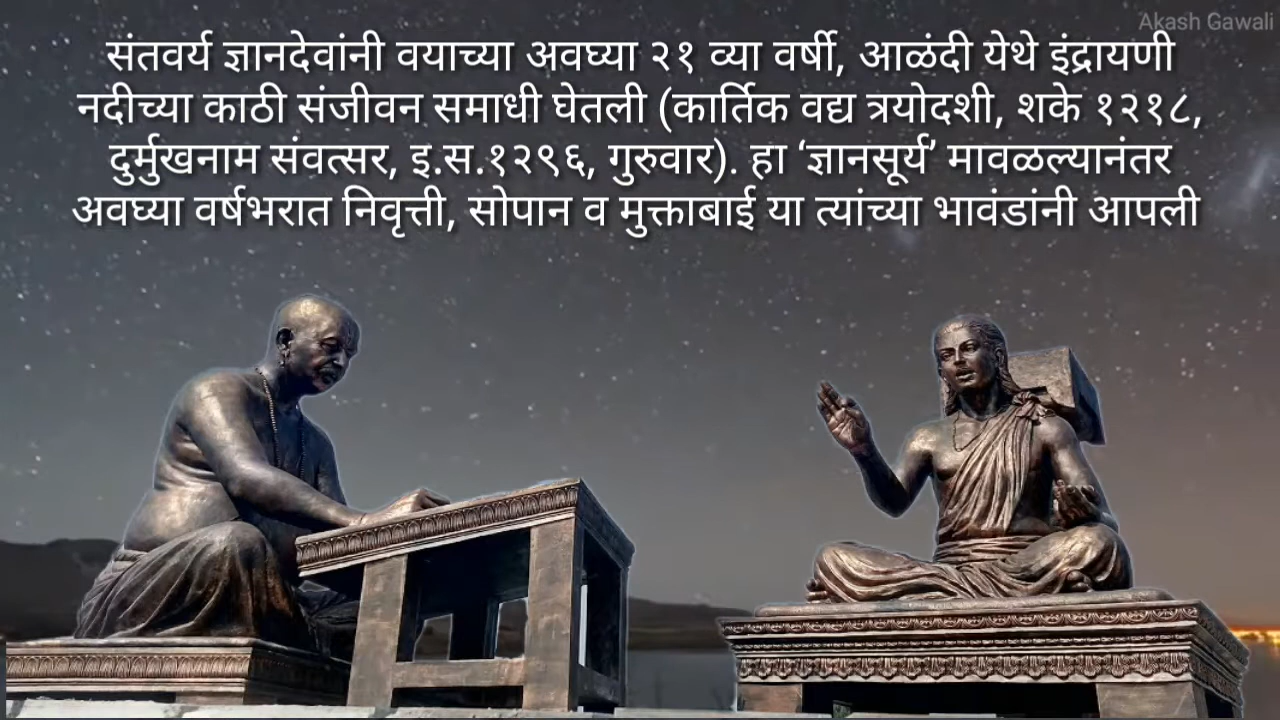 Akash Gawali
संतवर्य ज्ञानदेवांनी वयाच्या अवघ्या २१ व्या वर्षी, आळंदी येथे इंद्रायणी
नदीच्या काठी संजीवन समाधी घेतली (कार्तिक वद्य त्रयोदशी, शके १२१८,
दुर्मुखनाम संवत्सर, इ.स.१२९६, गुरुवार). हा ‘ज्ञानसूर्य’ मावळल्यानंतर
अवघ्या वर्षभरात निवृत्ती, सोपान व मुक्ताबाई या त्यांच्या भावंडांनी आपली